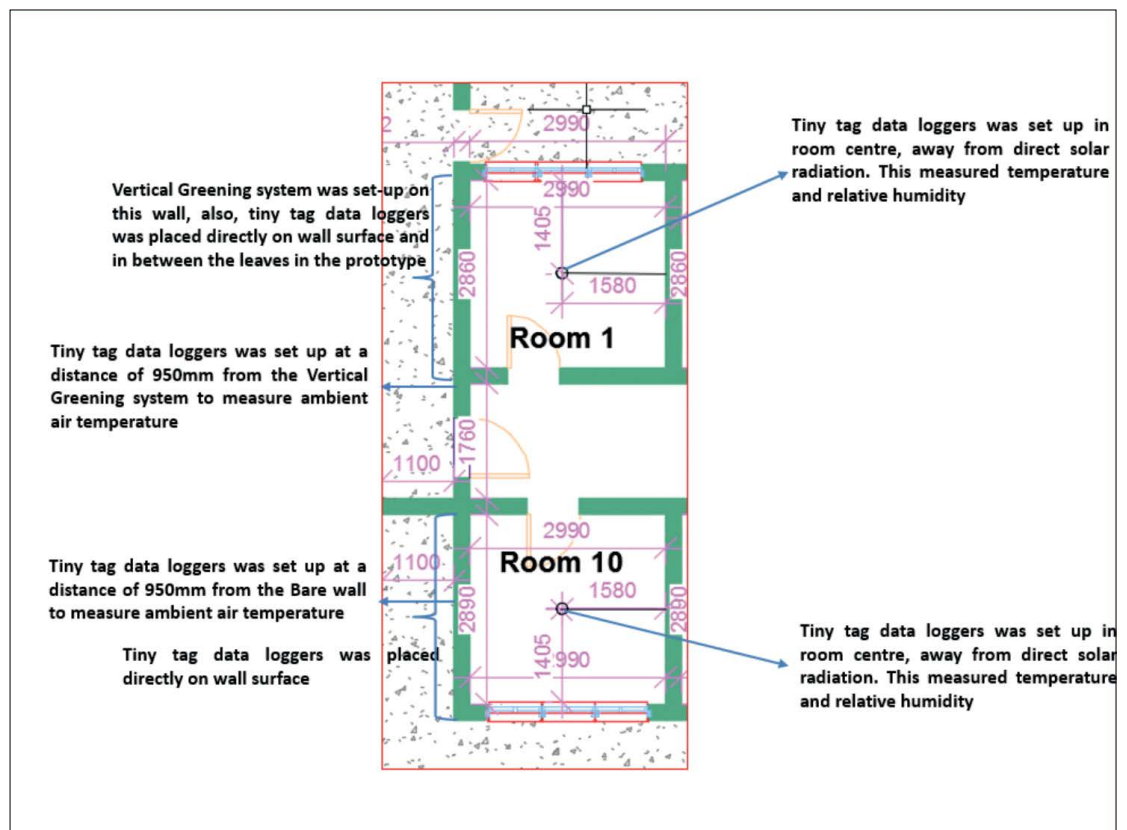 Vertical Greening system was set-up on
this wall, also, tiny tag data loggers
was placed directly on wall surface and
in between the leaves in the prototype
Tiny tag data loggers was set up at a
distance of 950mm from the Vertical
Greening system to measure ambient
air temperature
Tiny tag data loggers was set up at a
distance of 950mm from the Bare wall
to measure ambient air temperature
Tiny tag data loggers was placed
directly on wall surface
2
2990
2990
1405
2860
2860
1580
Room 1
1760
1100
2990
Room 10
1100
1580
2890
2890
1405
990
Tiny tag data loggers was set up in
room centre, away from direct solar
radiation. This measured temperature
and relative humidity
Tiny tag data loggers was set up in
room centre, away from direct solar
radiation. This measured temperature
and relative humidity